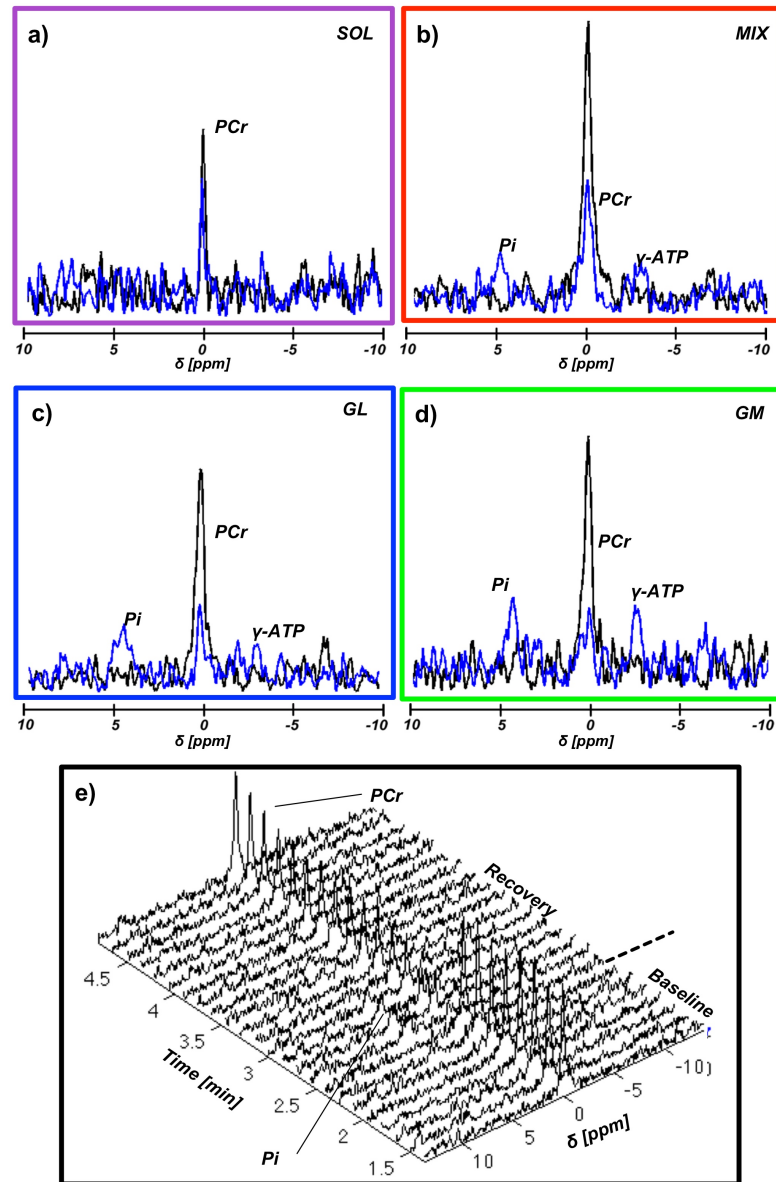 a) SOL
PCr
10 5 0 -5 -10
δ [ppm]
b) MIX
PCr
Pi
γ-ATP
10 5 0 -5 -10
δ [ppm]
c) GL
PCr
Pi
γ-ATP
10 5 0 -5 -10
δ [ppm]
d) GM
PCr
Pi
γ-ATP
10 5 0 -5 -10
δ [ppm]
e)
PCr
Recovery
Baseline
4.5 4 3.5 3 2.5 2 1.5
Time [min]
Pi
10 5 0 -5 -10
δ [ppm]